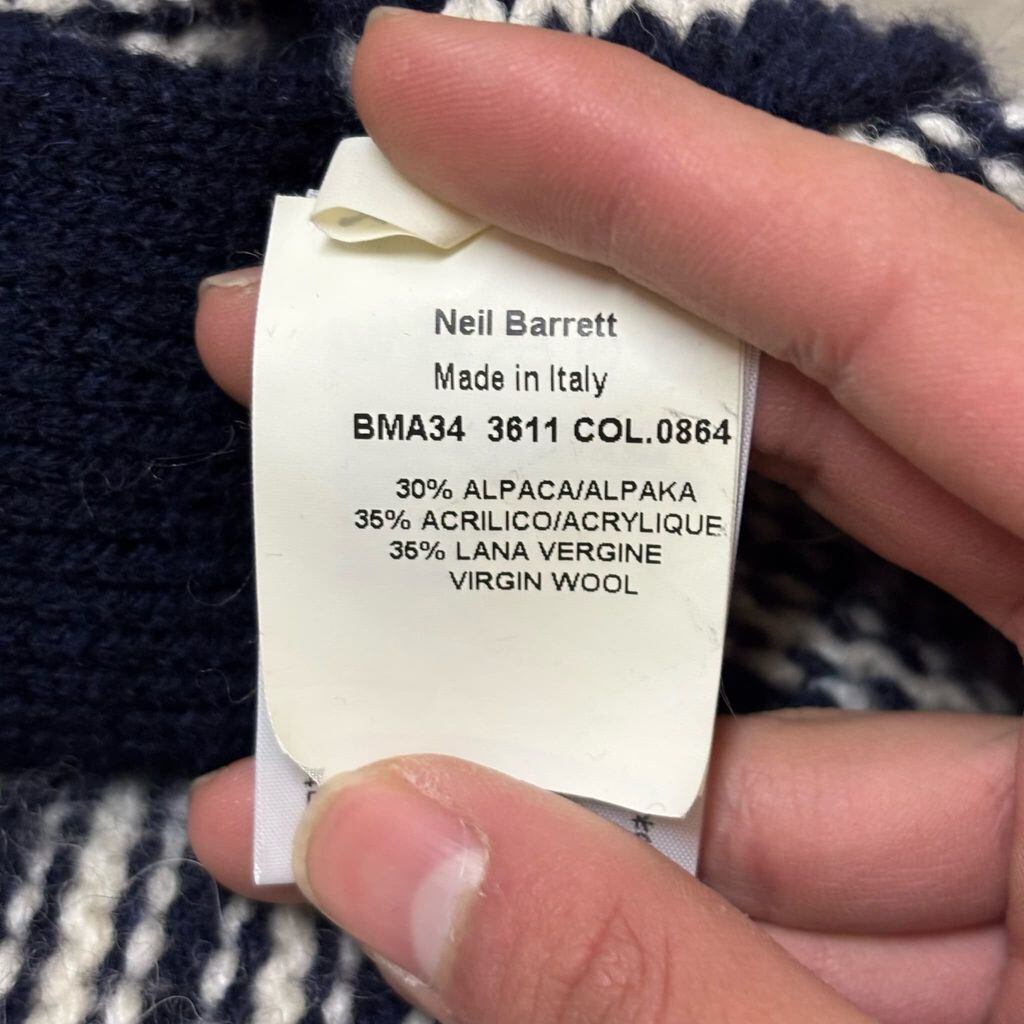 Neil Barrett
Made in Italy
BMA34 3611 COL.0864
30% ALPACA/ALPAKA
35% ACRILICO/ACRYLIQUE
35% LANA VERGINE
VIRGIN WOOL